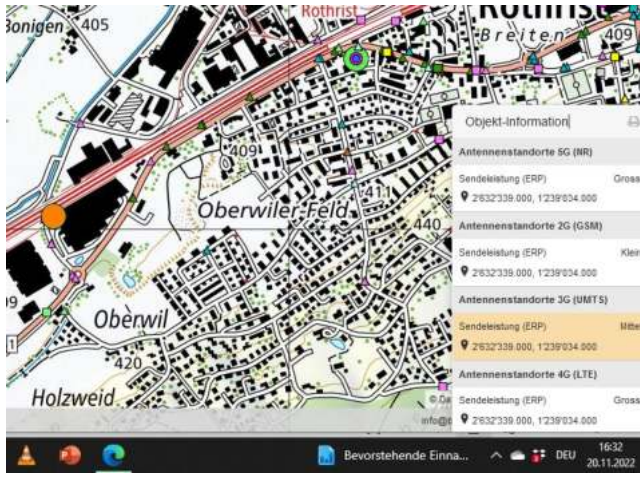 Rothrist
Rothrist
Bonigen
405
Breiten
409
Objekt-Information
Antennenstandorte 5G (NR)
409
Sendeleistung (ERP) Gross
411
2'632'339.000, 1'239'034.000
Oberwiler-Feld
440
Antennenstandorte 2G (GSM)
Sendeleistung (ERP) Klein
2'632'339.000, 1'239'034.000
Antennenstandorte 3G (UMTS)
Oberwil
Sendeleistung (ERP) Mitte
1
2'632'339.000, 1'239'034.000
420
Antennenstandorte 4G (LTE)
Holzweid
Sendeleistung (ERP) Gross
2'632'339.000, 1'239'034.000
Bevorstehende Einna...
DEU
16:32
20.11.2022